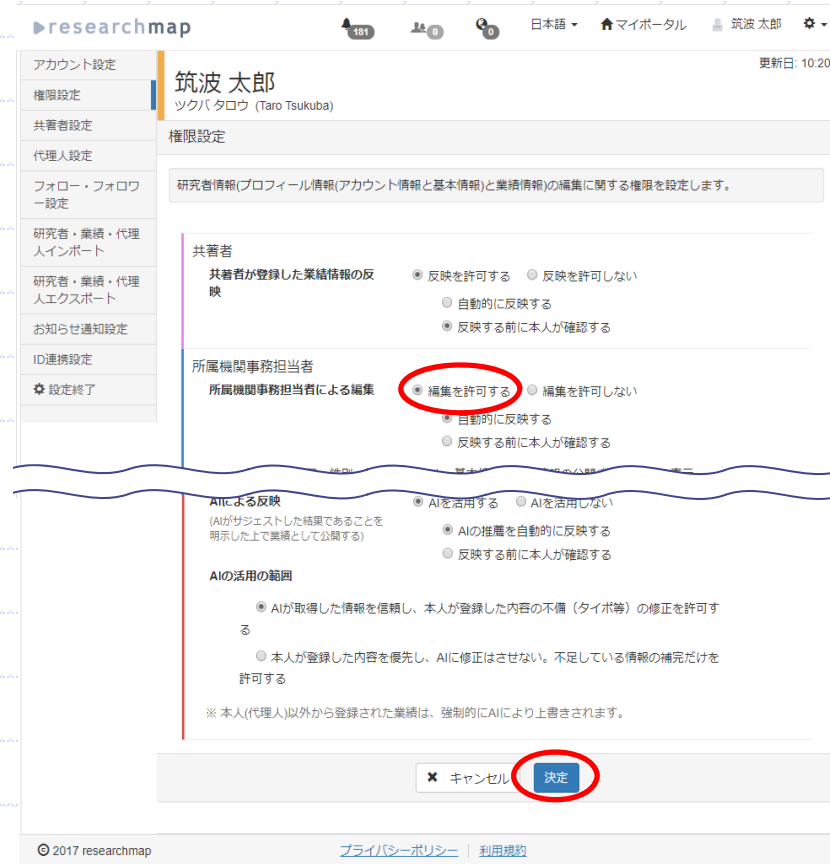 researchmap
181
0
0
日本語
マイポータル
筑波 太郎
アカウント設定
権限設定
共著者設定
代理人設定
フォロー・フォロワ
ー設定
研究者・業績・代理
人インポート
研究者・業績・代理
人エクスポート
お知らせ通知設定
ID連携設定
設定終了
更新日: 10:20
筑波 太郎
ツクバ タロウ (Taro Tsukuba)
権限設定
研究者情報(プロフィール情報(アカウント情報と基本情報)と業績情報)の編集に関する権限を設定します。
共著者
共著者が登録した業績情報の反
映
反映を許可する 反映を許可しない
自動的に反映する
反映する前に本人が確認する
所属機関事務担当者
所属機関事務担当者による編集
編集を許可する 編集を許可しない
自動的に反映する
反映する前に本人が確認する
AIによる反映
(AIがサジェストした結果であることを
明示した上で業績として公開する)
AIを活用する AIを活用しない
AIの推薦を自動的に反映する
反映する前に本人が確認する
AIの活用の範囲
AIが取得した情報を信頼し、本人が登録した内容の不備（タイポ等）の修正を許可す
る
本人が登録した内容を優先し、AIに修正はさせない。不足している情報の補完だけを
許可する
※ 本人(代理人)以外から登録された業績は、強制的にAIにより上書きされます。
✖ キャンセル 決定
© 2017 researchmap
プライバシーポリシー | 利用規約